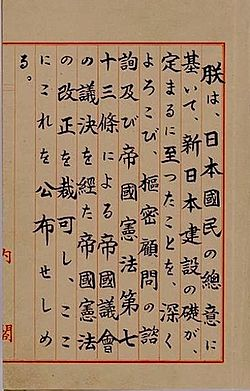 朕は、日本國民の總意に
基いて、新日本建設の礎が、
定まるに至つたことを、深く
よろこび、樞密顧問の諮
詢及び帝國憲法第七
十三條による帝國議會
の議決を経た帝國憲法
の改正を裁可し、ここ
にこれを公布せしめ
る。
内閣